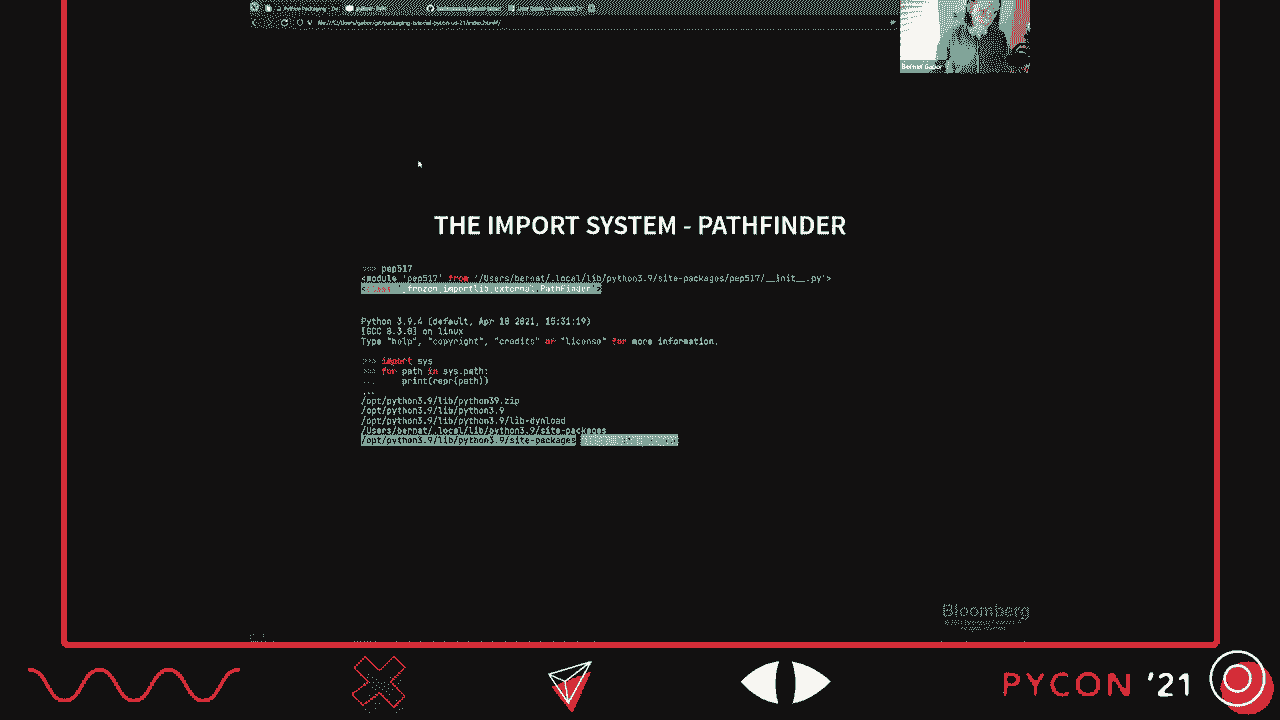 Bernat Gabor
THE IMPORT SYSTEM - PATHFINDER
>>> pep517
<module 'pep517' from '/Users/bernat/.local/lib/python3.9/site-packages/pep517/__init__.py'>
<class '_frozen_importlib_external.PathFinder'>
Python 3.9.4 (default, Apr 18 2021, 15:31:19)
[GCC 8.3.0] on linux
Type "help", "copyright", "credits" or "license" for more information.
>>> import sys
>>> for path in sys.path:
...     print(repr(path))
...
/opt/python3.9/lib/python39.zip
/opt/python3.9/lib/python3.9
/opt/python3.9/lib/python3.9/lib-dynload
/Users/bernat/.local/lib/python3.9/site-packages
/opt/python3.9/lib/python3.9/site-packages
Bloomberg
PYCON '21